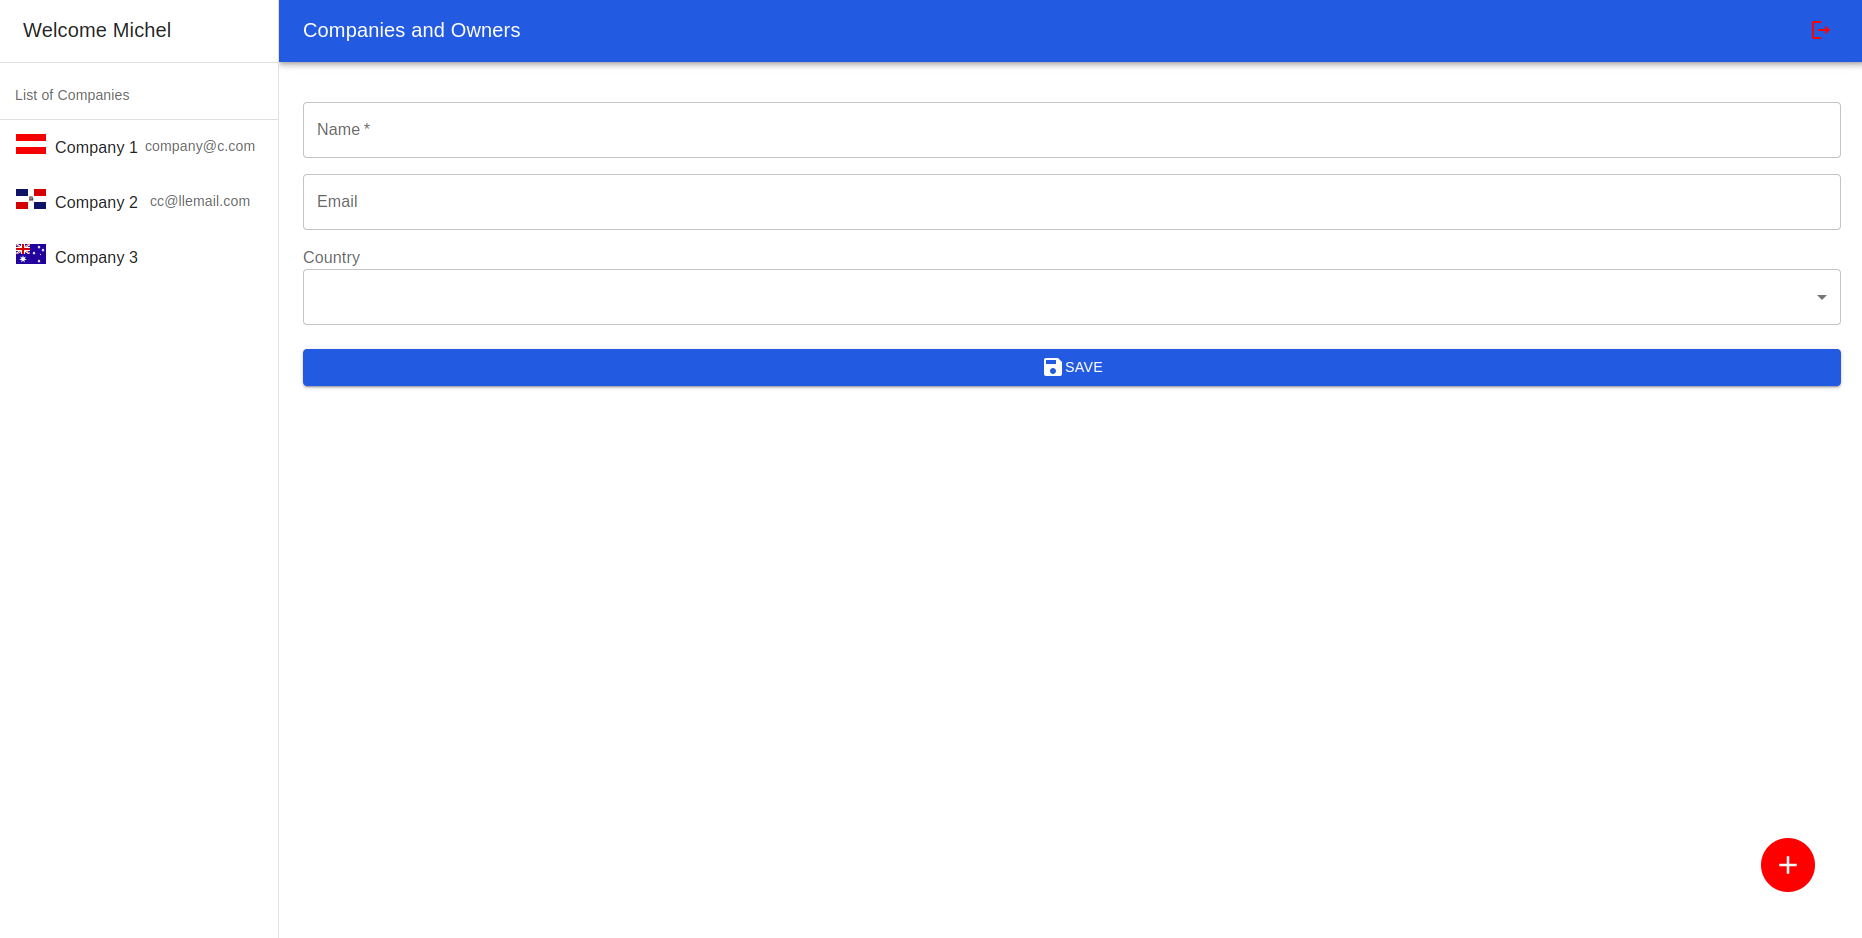 Welcome Michel
Companies and Owners
List of Companies
Company 1 company@c.com
Company 2 cc@llemail.com
Company 3
Name *
Email
Country
SAVE